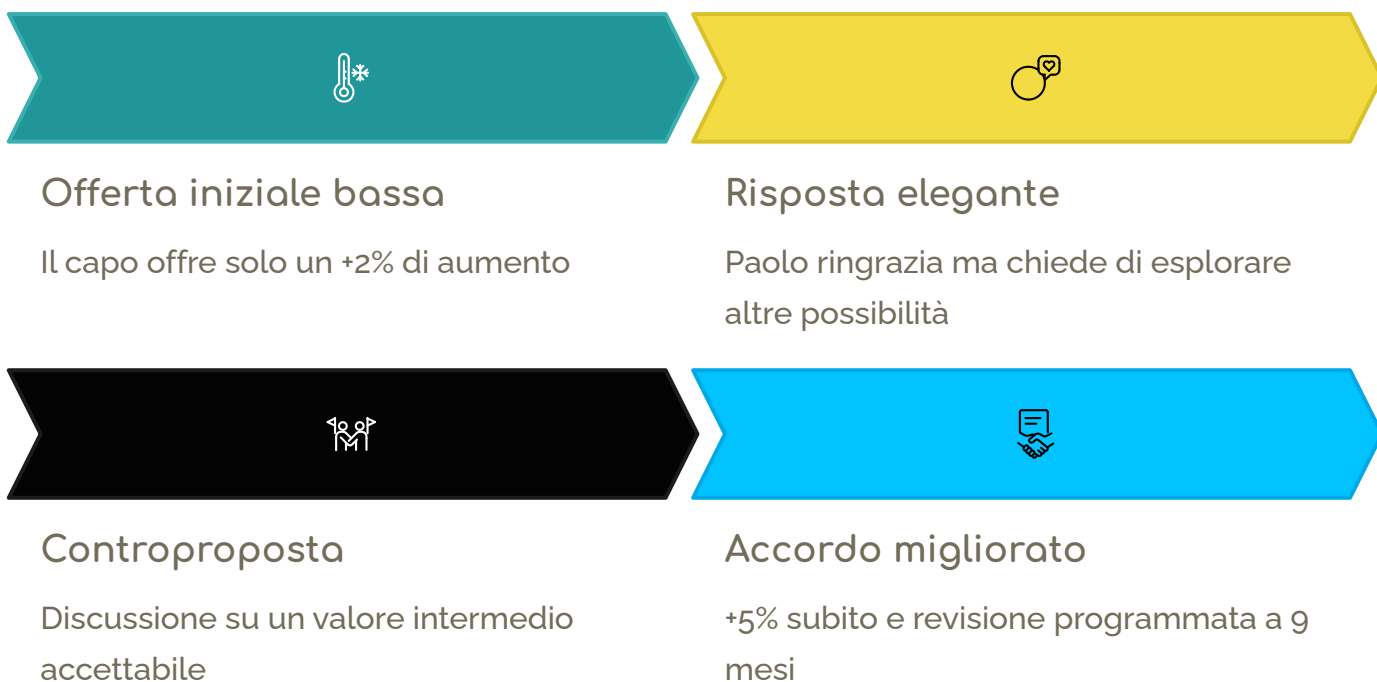 Offerta iniziale bassa
Il capo offre solo un +2% di aumento
Risposta elegante
Paolo ringrazia ma chiede di esplorare
altre possibilità
Controproposta
Discussione su un valore intermedio
accettabile
Accordo migliorato
+5% subito e revisione programmata a 9
mesi